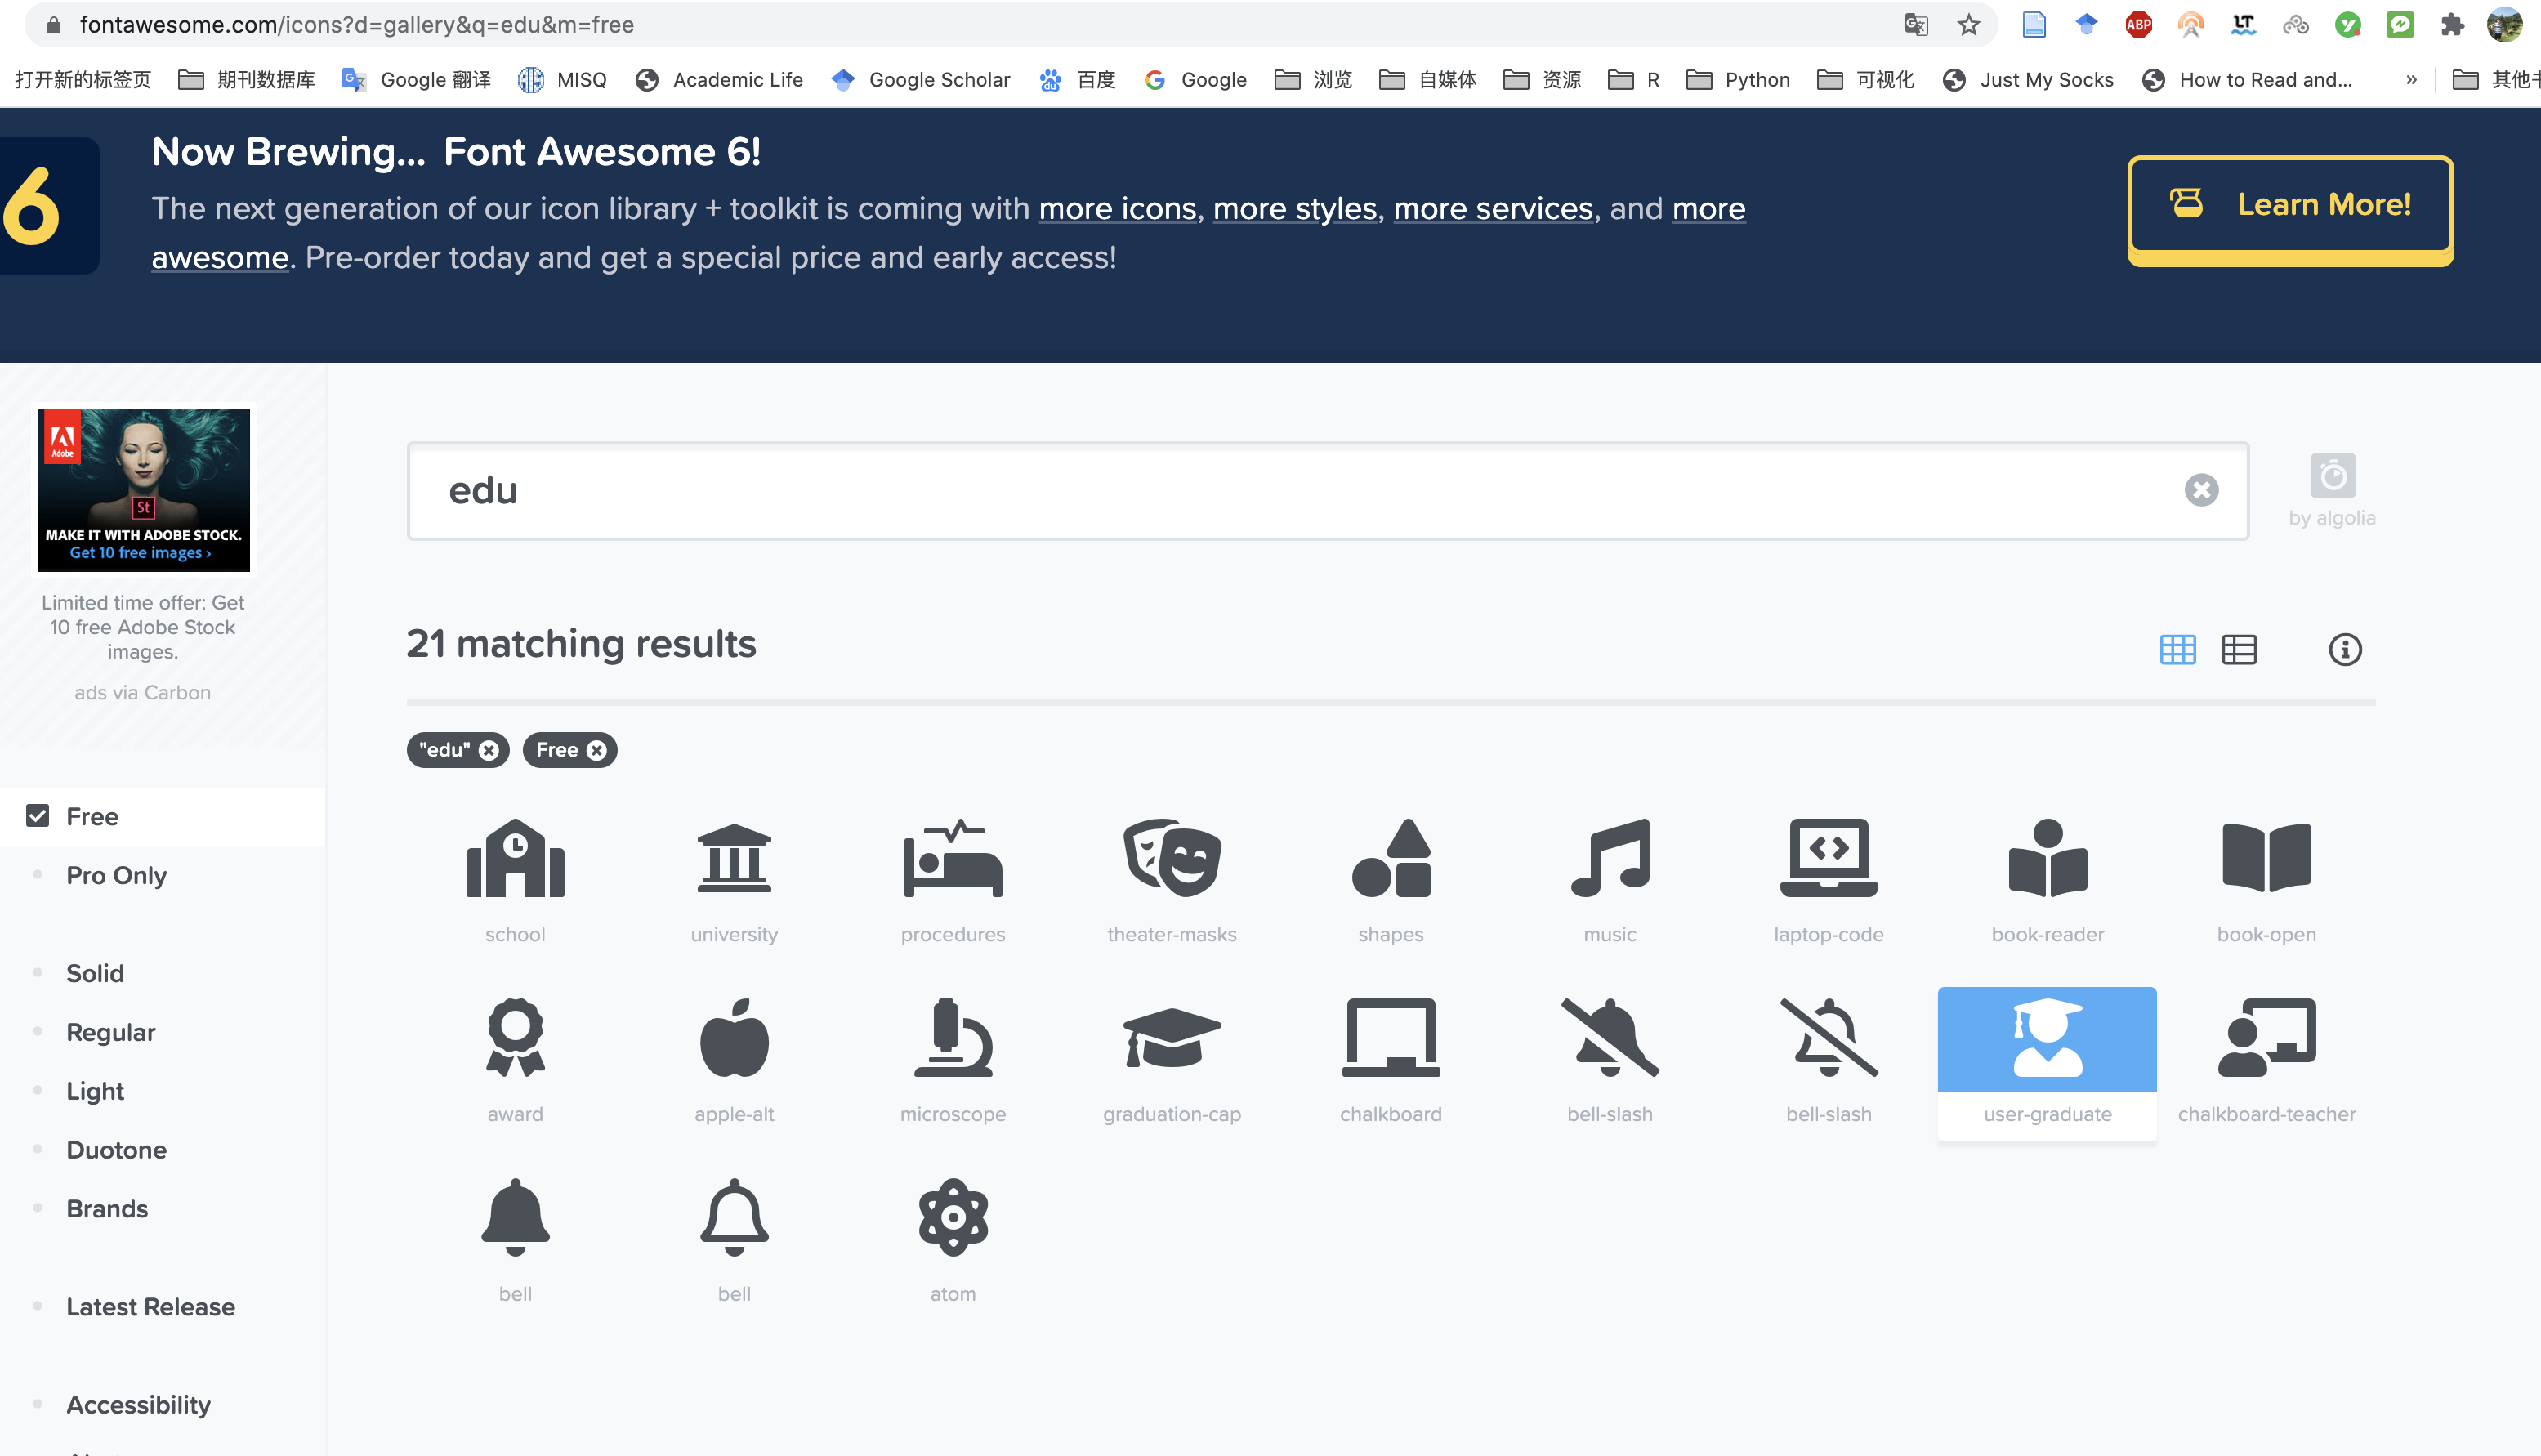 fontawesome.com/icons?d=gallery&q=edu&m=free
ABP
LT
打开新的标签页 期刊数据库 Google 翻译 MISQ Academic Life Google Scholar 百度 Google 浏览 自媒体 资源 R Python 可视化 Just My Socks How to Read and... » 其他书
6
Now Brewing... Font Awesome 6!
The next generation of our icon library + toolkit is coming with more icons, more styles, more services, and more
awesome. Pre-order today and get a special price and early access!
Learn More!
Adobe
St
MAKE IT WITH ADOBE STOCK.
Get 10 free images ›
Limited time offer: Get
10 free Adobe Stock
images.
ads via Carbon
edu
by algolia
21 matching results
"edu" Free
Free
Pro Only
Solid
Regular
Light
Duotone
Brands
Latest Release
Accessibility
school university procedures theater-masks shapes music laptop-code book-reader book-open
award apple-alt microscope graduation-cap chalkboard bell-slash bell-slash user-graduate chalkboard-teacher
bell bell atom